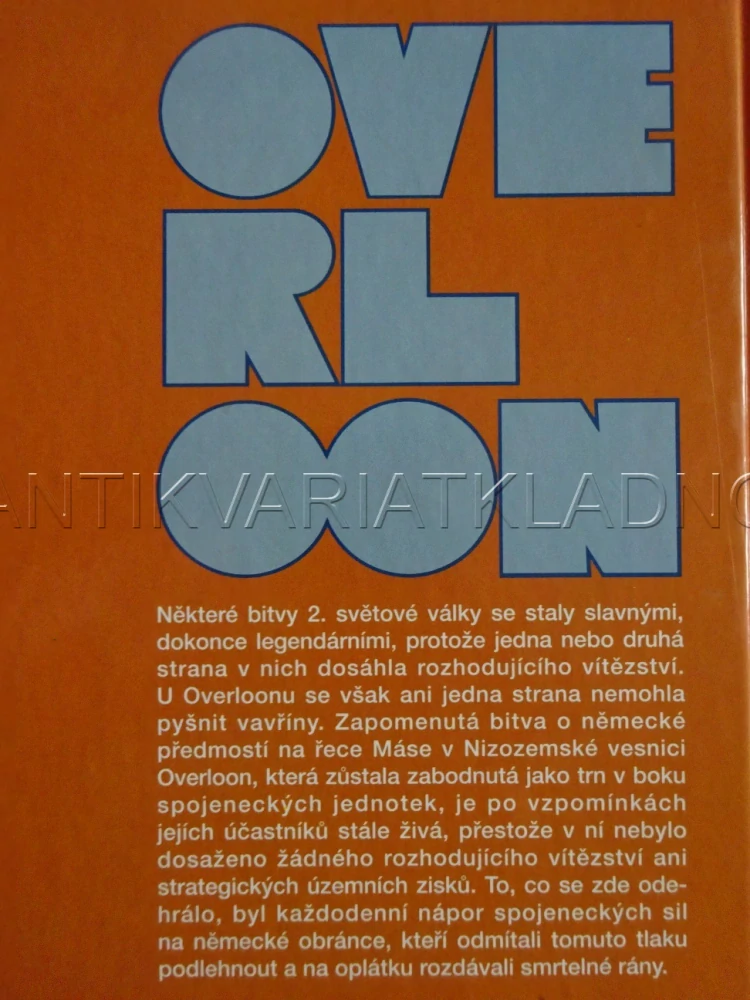 OVE
RL
OON
ANTIKVARIATKLADNO
Některé bitvy 2. světové války se staly slavnými,
dokonce legendárními, protože jedna nebo druhá
strana v nich dosáhla rozhodujícího vítězství.
U Overloonu se však ani jedna strana nemohla
pyšnit vavříny. Zapomenutá bitva o německé
předmostí na řece Máse v Nizozemské vesnici
Overloon, která zůstala zabodnutá jako trn v boku
spojeneckých jednotek, je po vzpomínkách
jejích účastníků stále živá, přestože v ní nebylo
dosaženo žádného rozhodujícího vítězství ani
strategických územních zisků. To, co se zde ode-
hrálo, byl každodenní nápor spojeneckých sil
na německé obránce, kteří odmítali tomuto tlaku
podlehnout a na oplátku rozdávali smrtelné rány.